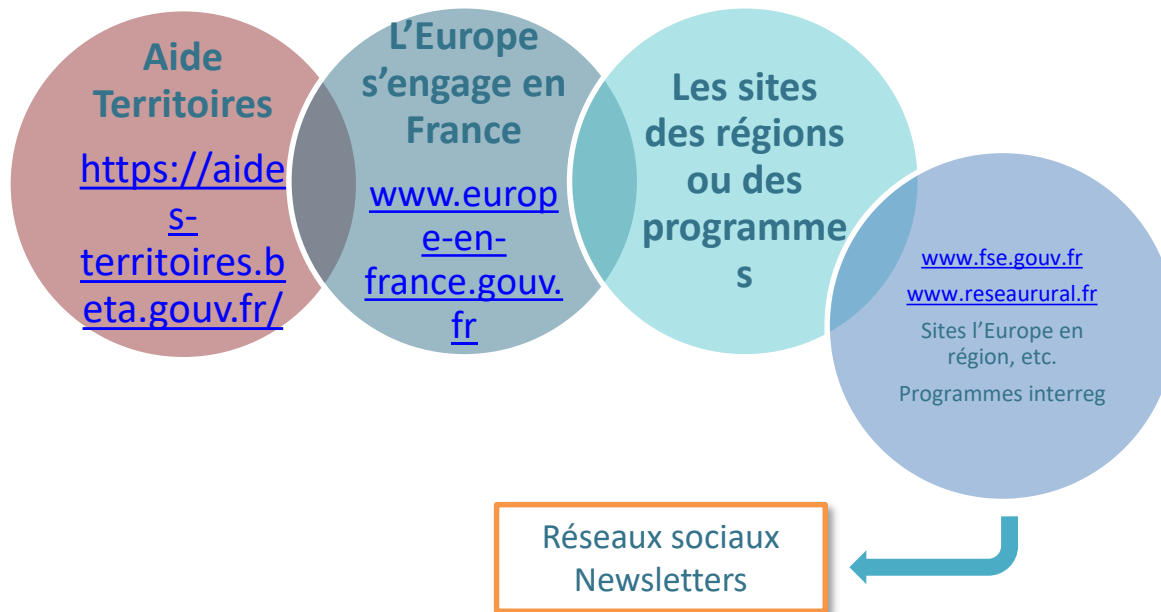 Aide
Territoires
https://aide
s-
territoires.b
eta.gouv.fr/
L’Europe
s’engage en
France
www.europ
e-en-
france.gouv.
fr
Les sites
des régions
ou des
programme
s
www.fse.gouv.fr
www.reseaurural.fr
Sites l’Europe en
région, etc.
Programmes interreg
Réseaux sociaux
Newsletters